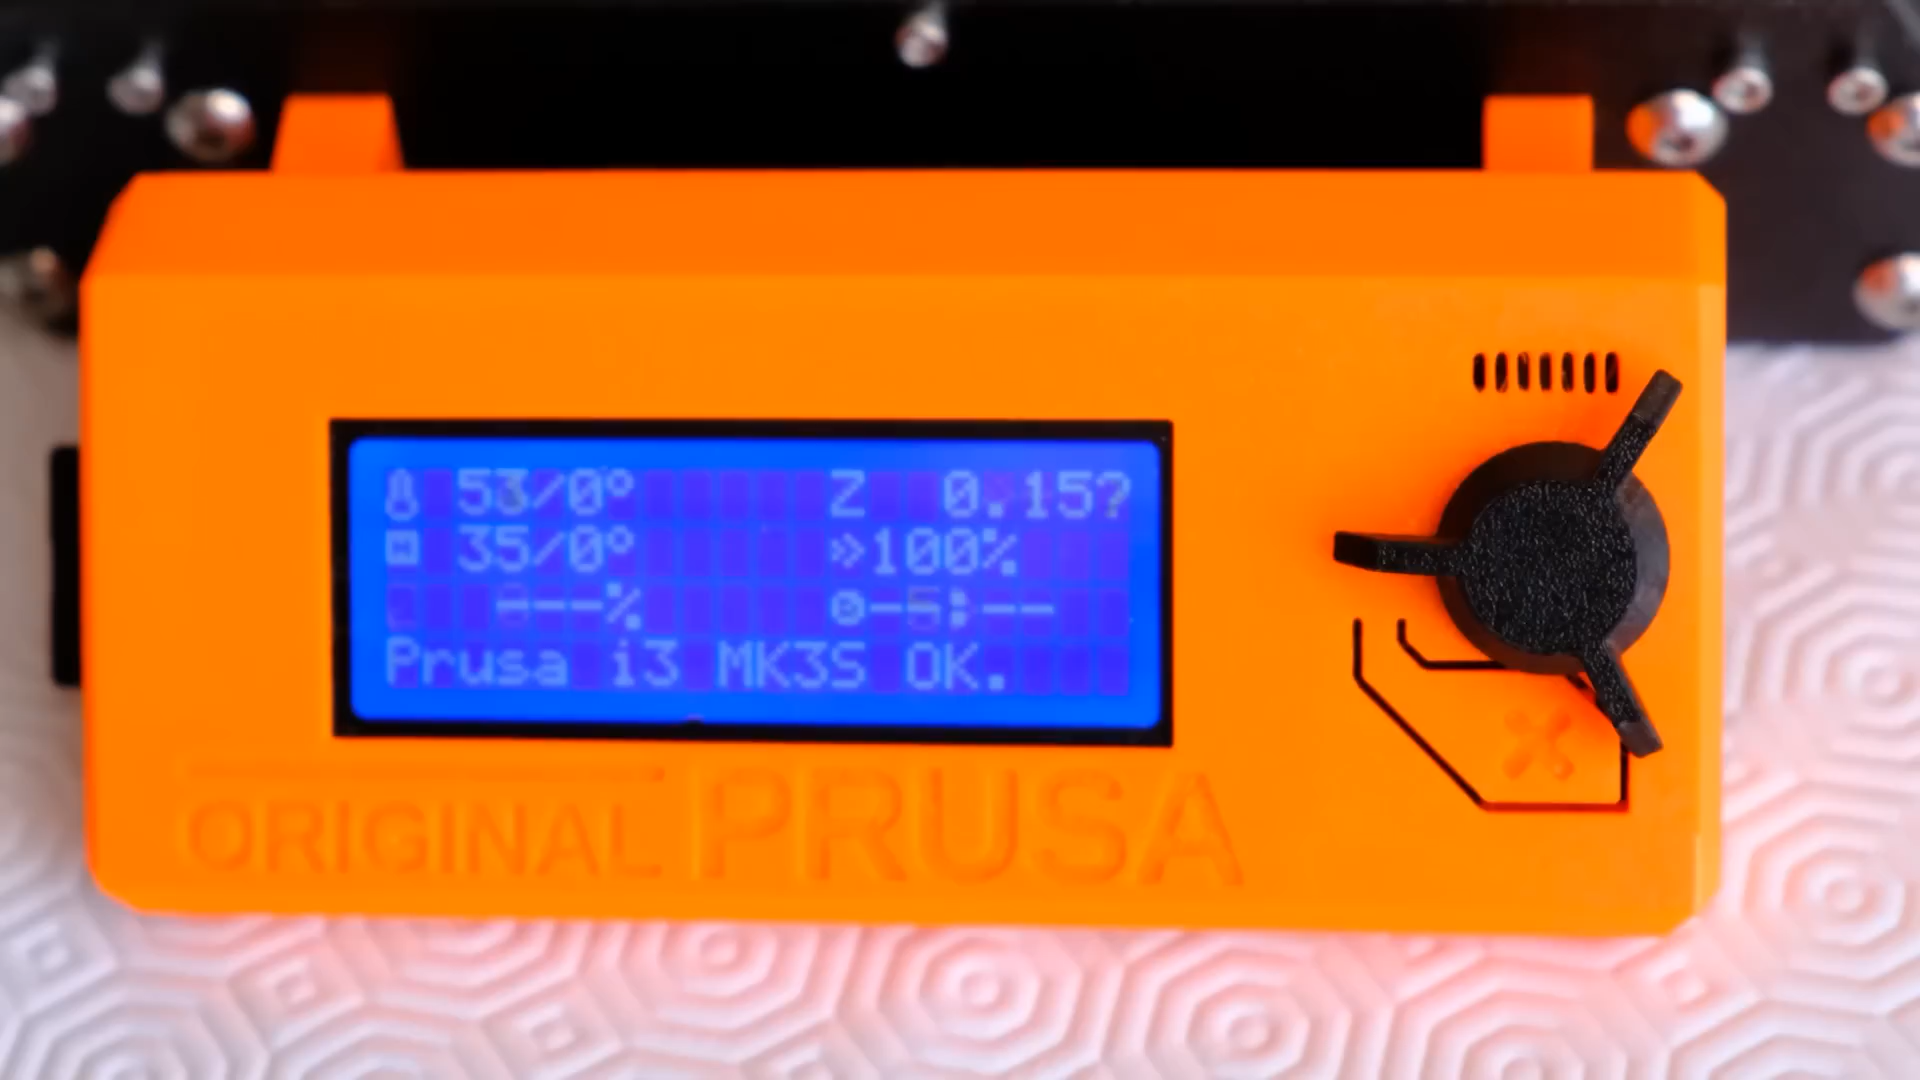 53/0° Z 0.15?
35/0° »100%
---% --:--
Prusa i3 MK3S OK.
ORIGINAL PRUSA